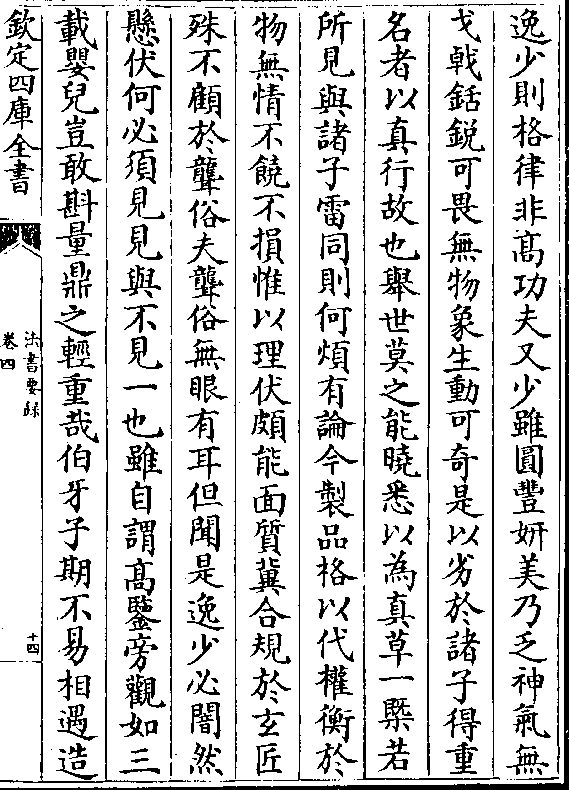 逸少則格律非髙功夫又少雖圓豐妍美乃乏神氣無
戈㦸銛鋭可畏無物象生動可奇是以劣於諸子得重
名者以真行故也舉世莫之能曉悉以為真草一槩若
所見與諸子雷同則何煩有論今製品格以代權衡於
物無情不饒不損惟以理伏頗能面質冀合規於玄匠
殊不顧於聾俗夫聾俗無眼有耳但聞是逸少必闇然
懸伏何必須見見與不見一也雖自謂髙鑒旁觀如三
載嬰兒豈敢斟量鼎之輕重哉伯牙子期不易相遇造
欽定四庫全書
法書要録
卷四
十四